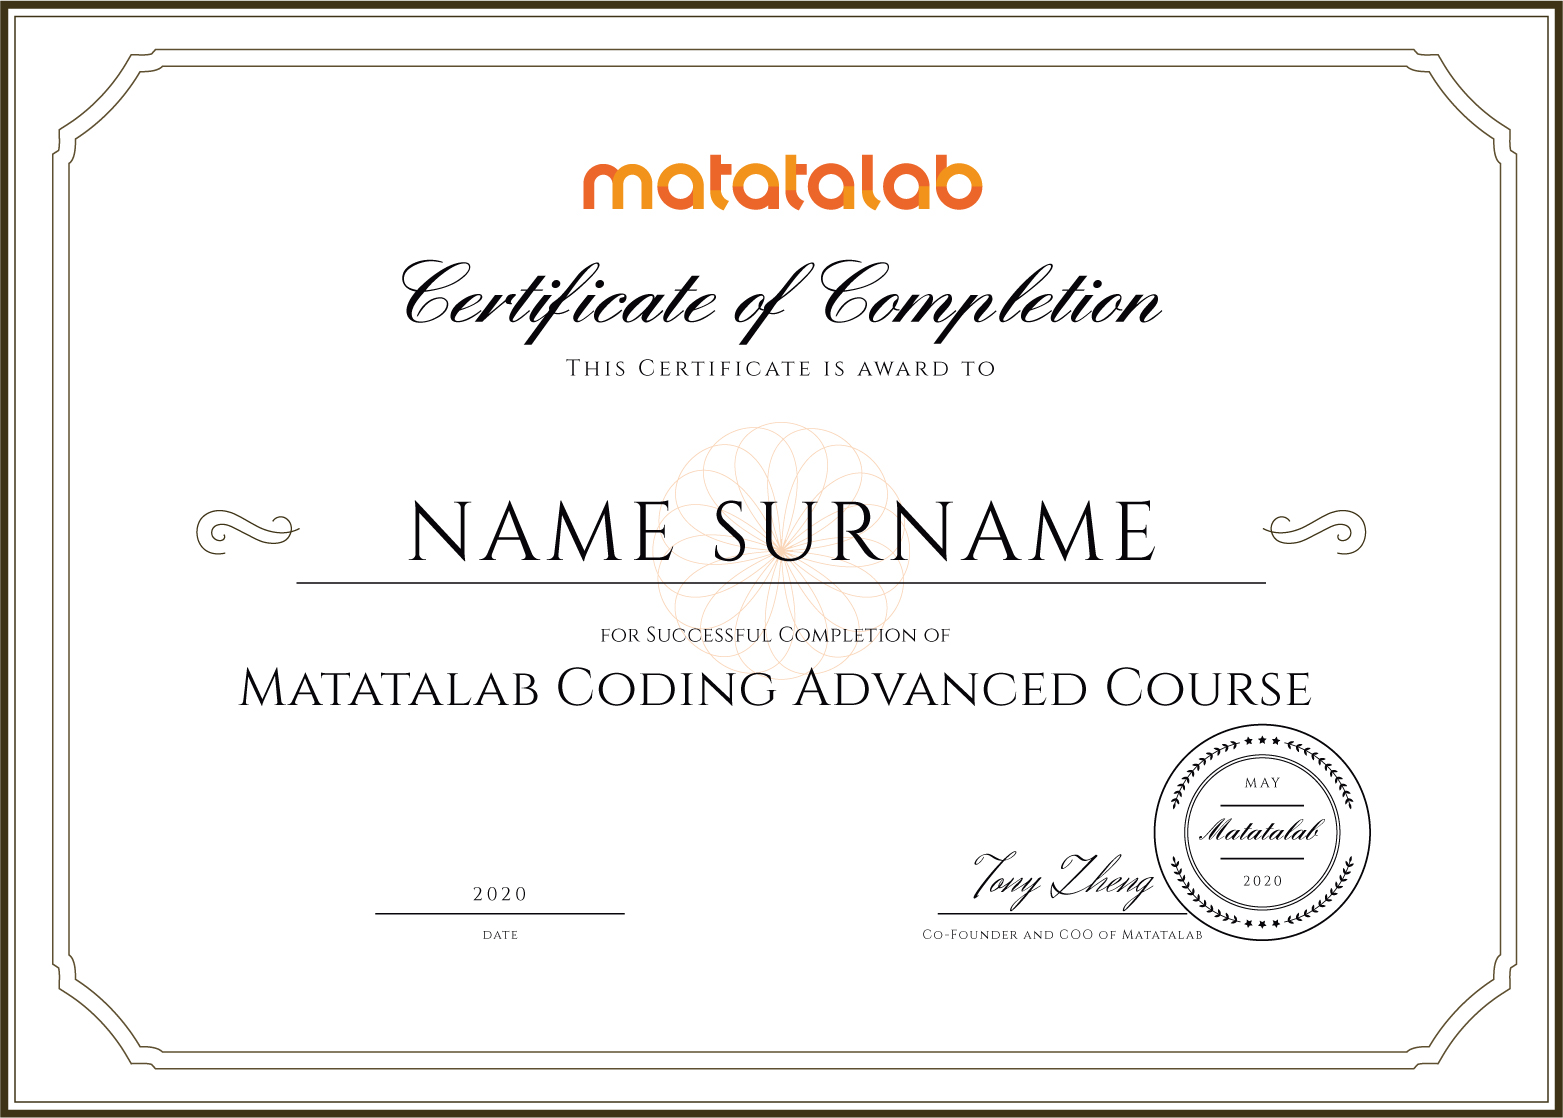 matatalab
Certificate of Completion
This Certificate is award to
NAME SURNAME
for Successful Completion of
Matatalab Coding Advanced Course
MAY
Matatalab
2020
2020
date
Tony Zheng
Co-Founder and COO of Matatalab